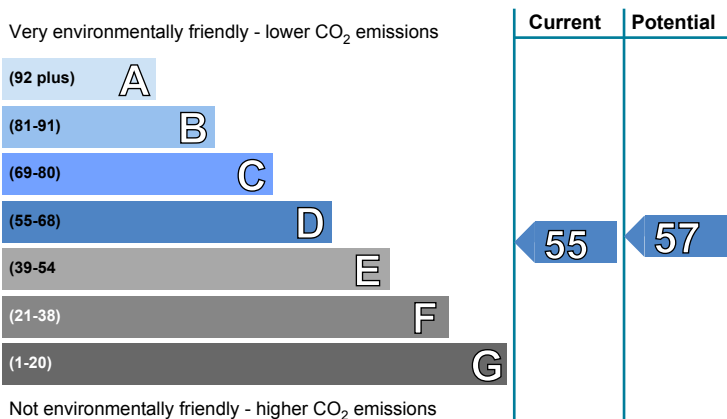 Current Potential
Very environmentally friendly - lower CO2 emissions
(92 plus) A
(81-91) B
(69-80) C
(55-68) D
55 57
(39-54 E
(21-38) F
(1-20) G
Not environmentally friendly - higher CO2 emissions